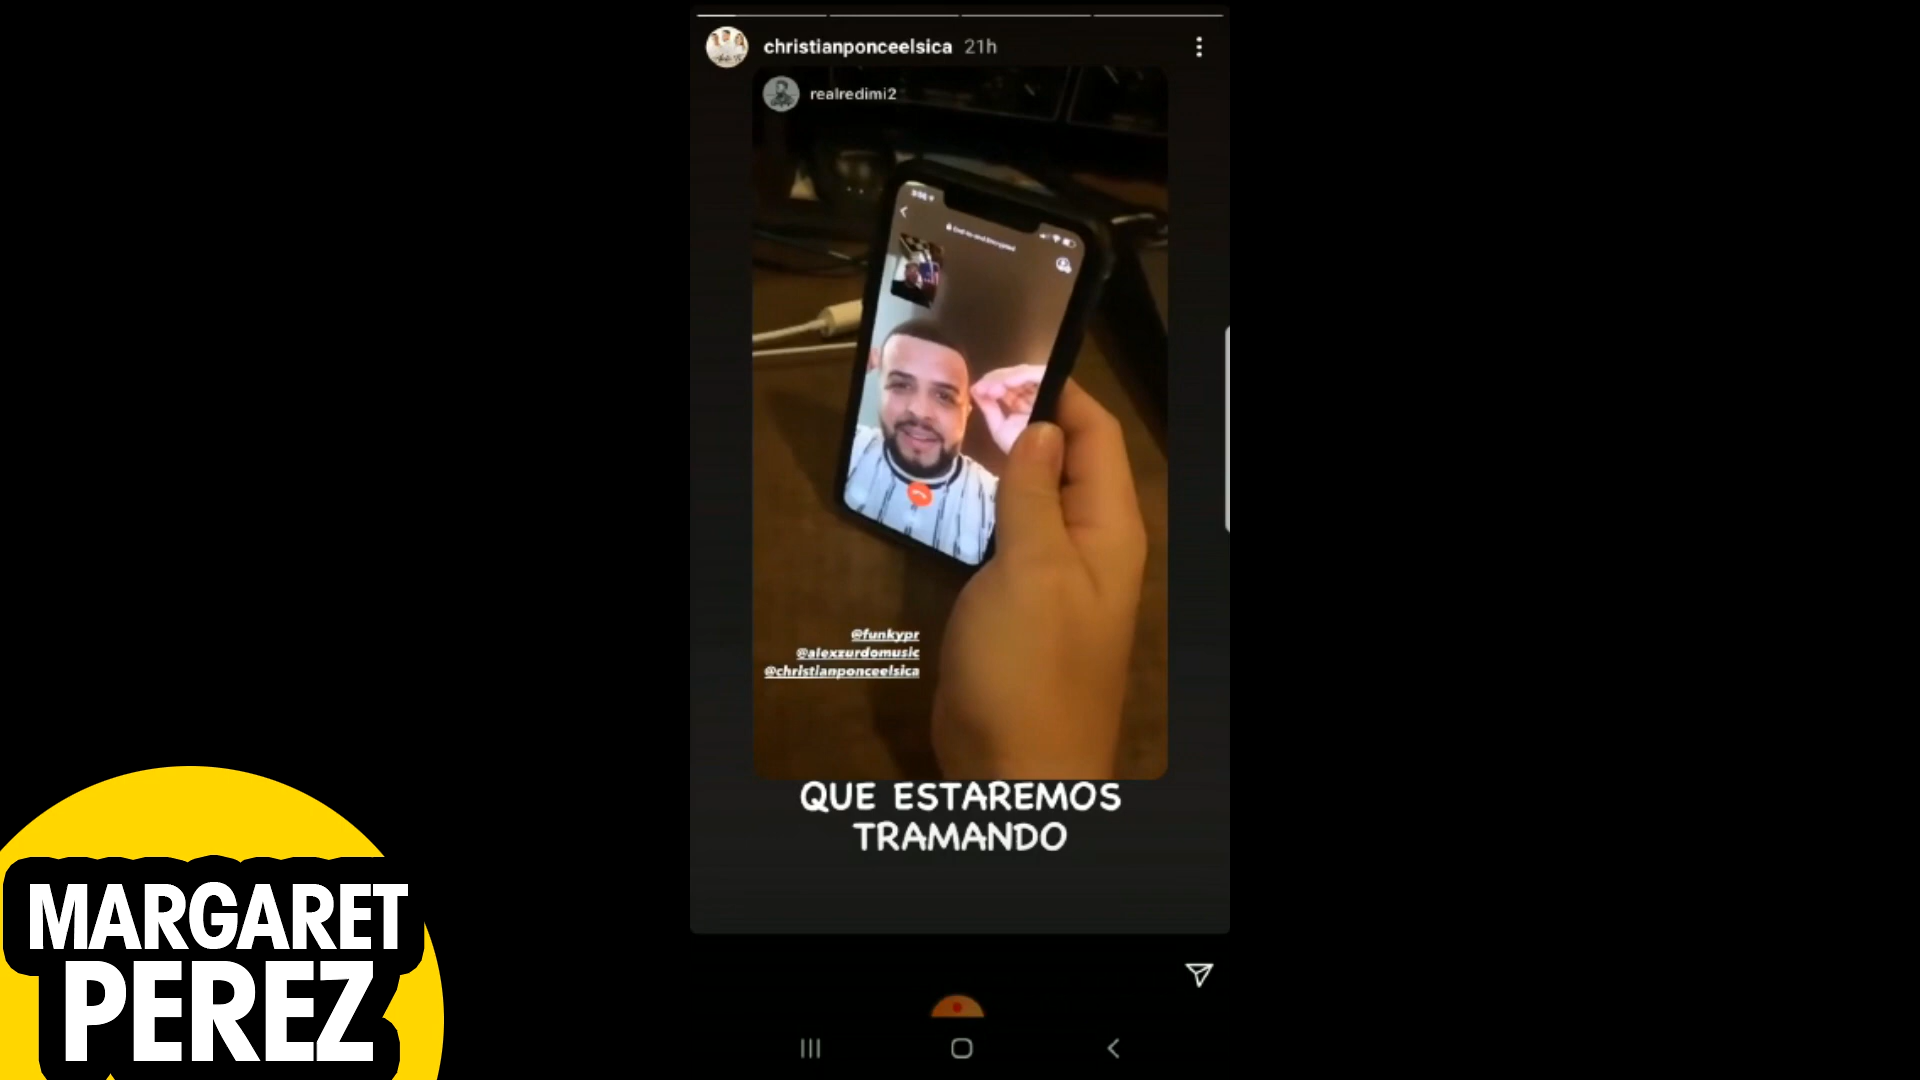 christianponceelsica 21h
realredimi2
@funkypr
@alexzurdomusic
@christianponceelsica
QUE ESTAREMOS
TRAMANDO
MARGARET
PEREZ